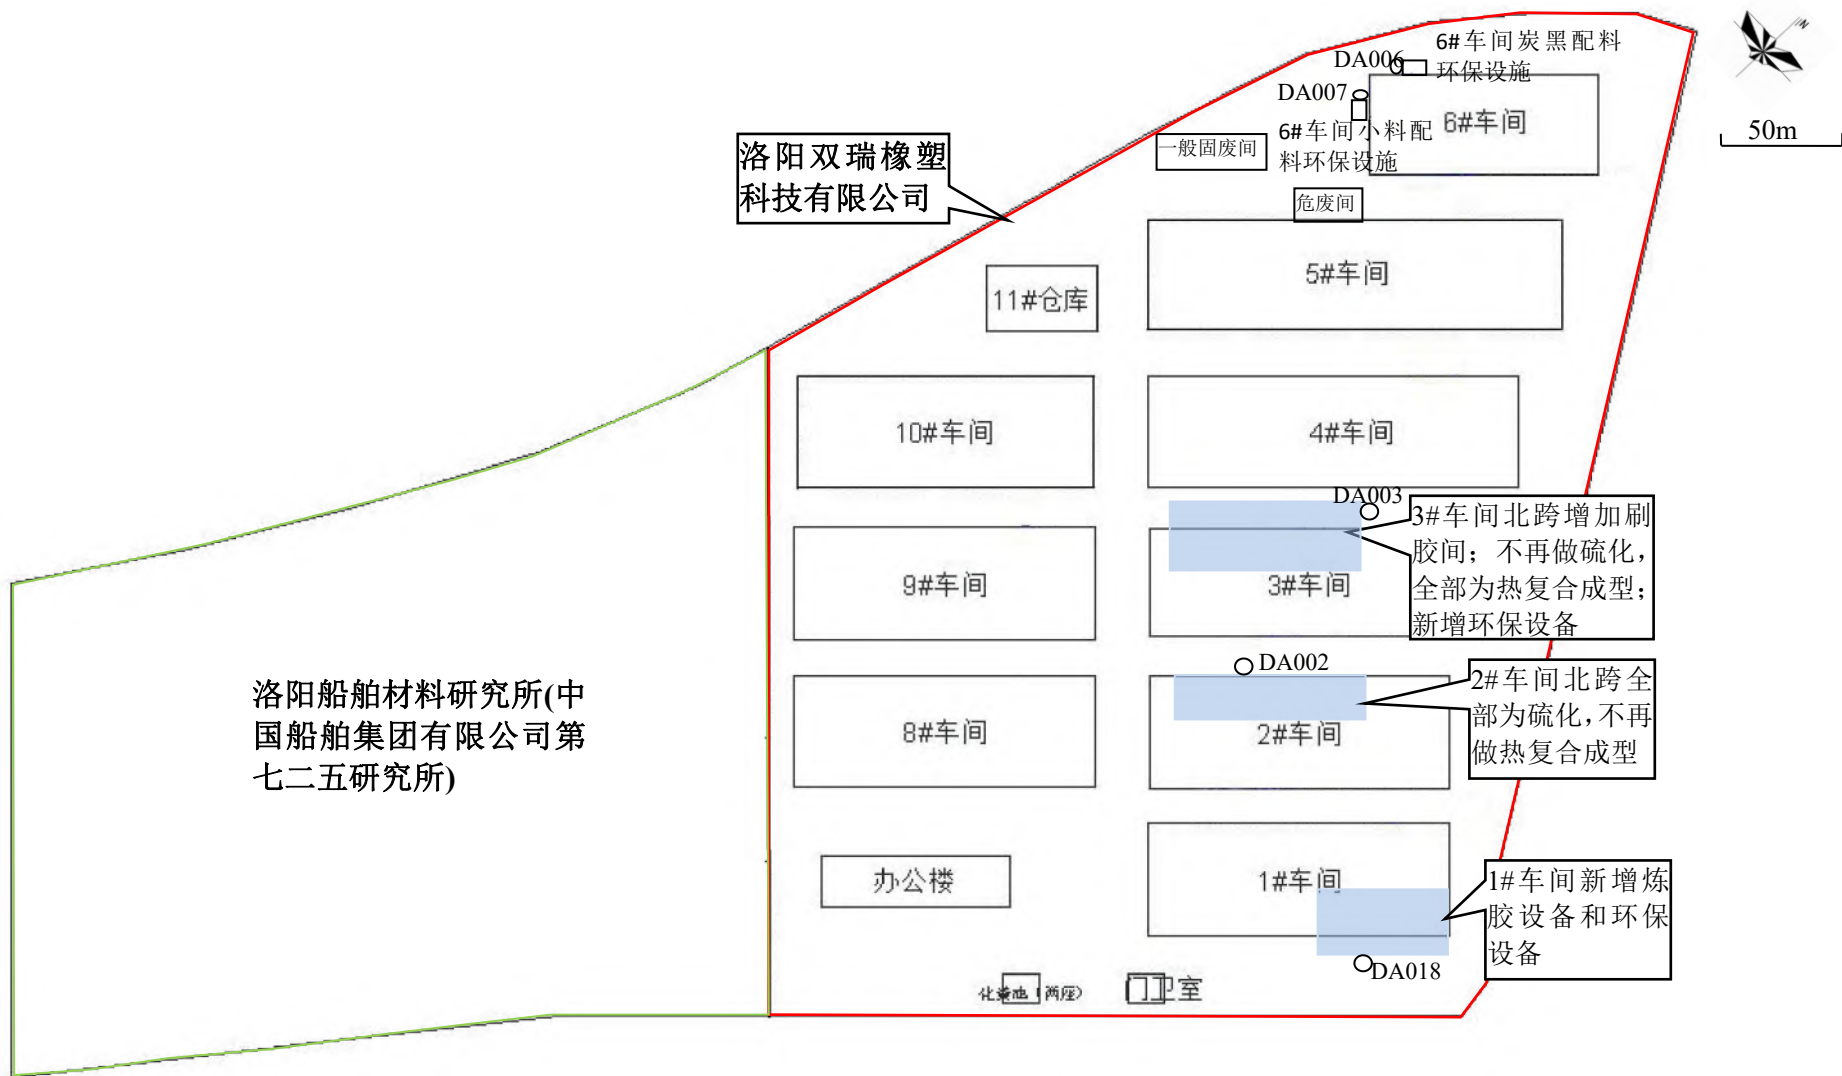 N
50m
6#车间炭黑配料
环保设施
DA006
DA007
6#车间小料配
料环保设施
6#车间
一般固废间
危废间
洛阳双瑞橡塑
科技有限公司
5#车间
11#仓库
10#车间
4#车间
DA003
3#车间北跨增加刷
胶间；不再做硫化，
全部为热复合成型；
新增环保设备
9#车间
3#车间
DA002
2#车间北跨全
部为硫化，不再
做热复合成型
洛阳船舶材料研究所(中
国船舶集团有限公司第
七二五研究所)
8#车间
2#车间
办公楼
1#车间
1#车间新增炼
胶设备和环保
设备
DA018
化粪池（两座）
门卫室